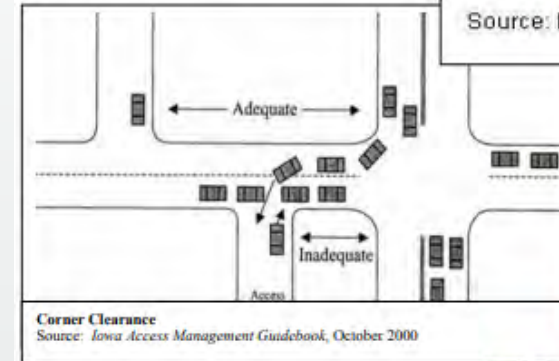 Source:
Adequate
Inadequate
Access
Corner Clearance
Source: Iowa Access Management Guidebook, October 2000